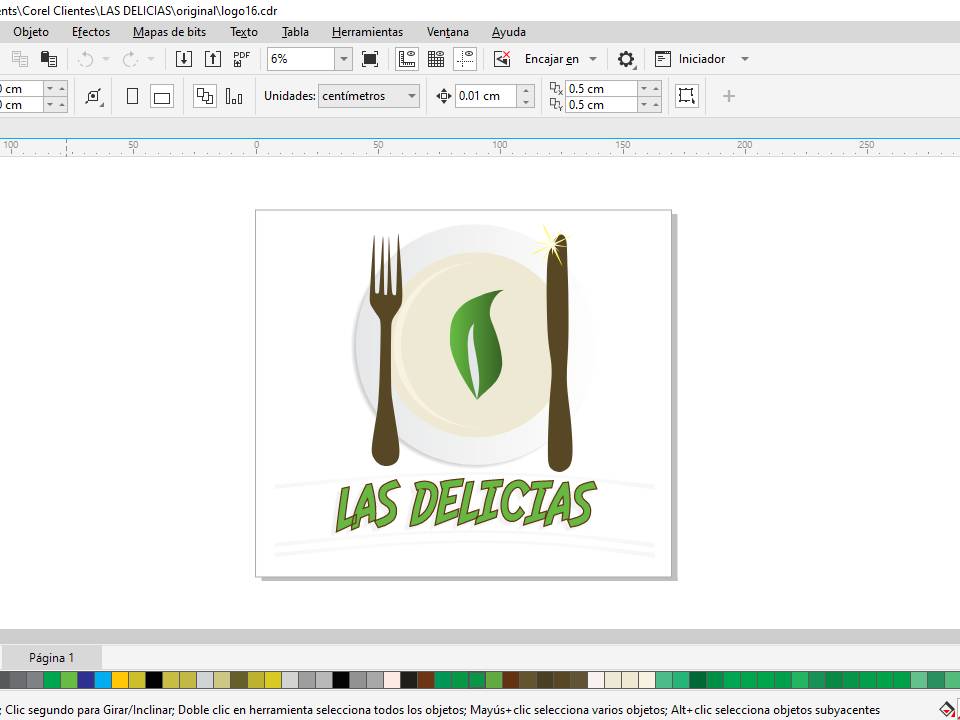 ents\Corel Clientes\LAS DELICIAS\original\logo16.cdr
Objeto Efectos Mapas de bits Texto Tabla Herramientas Ventana Ayuda
PDF 6% Encajar en Iniciador
0 cm Unidades: centímetros 0.01 cm 0.5 cm
0 cm 0.5 cm
100 50 0 50 100 150 200 250
LAS DELICIAS
Página 1
; Clic segundo para Girar/Inclinar; Doble clic en herramienta selecciona todos los objetos; Mayús+clic selecciona varios objetos; Alt+clic selecciona objetos subyacentes